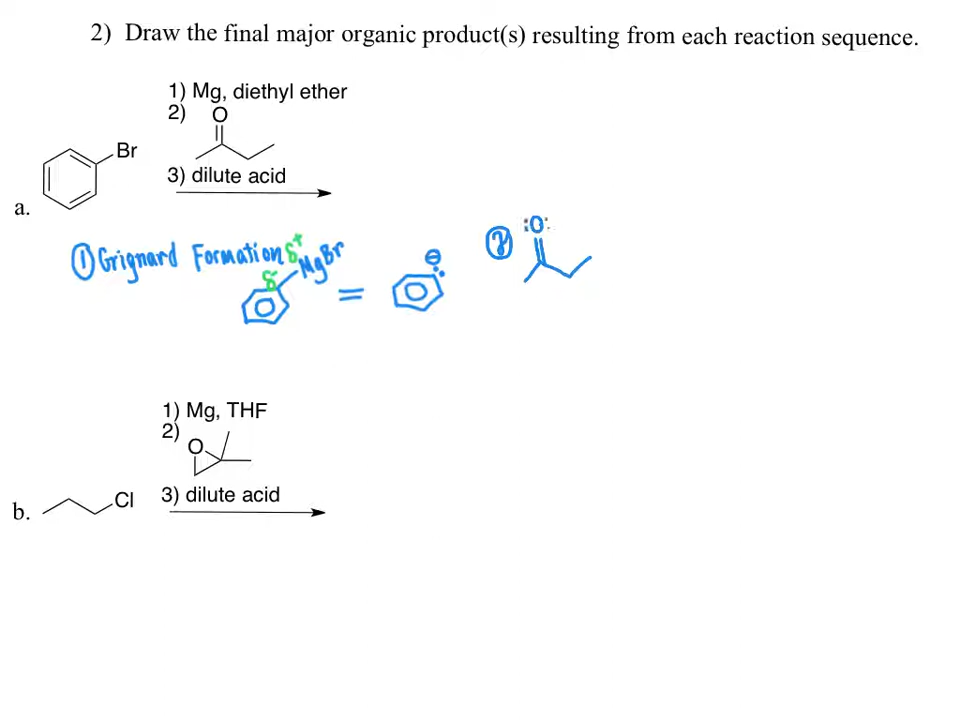 2) Draw the final major organic product(s) resulting from each reaction sequence.
1) Mg, diethyl ether
2) O
Br
3) dilute acid
a.
① Grignard Formation δ+ MgBr
δ-
=
⊖
② :O:
1) Mg, THF
2)
O
Cl
3) dilute acid
b.